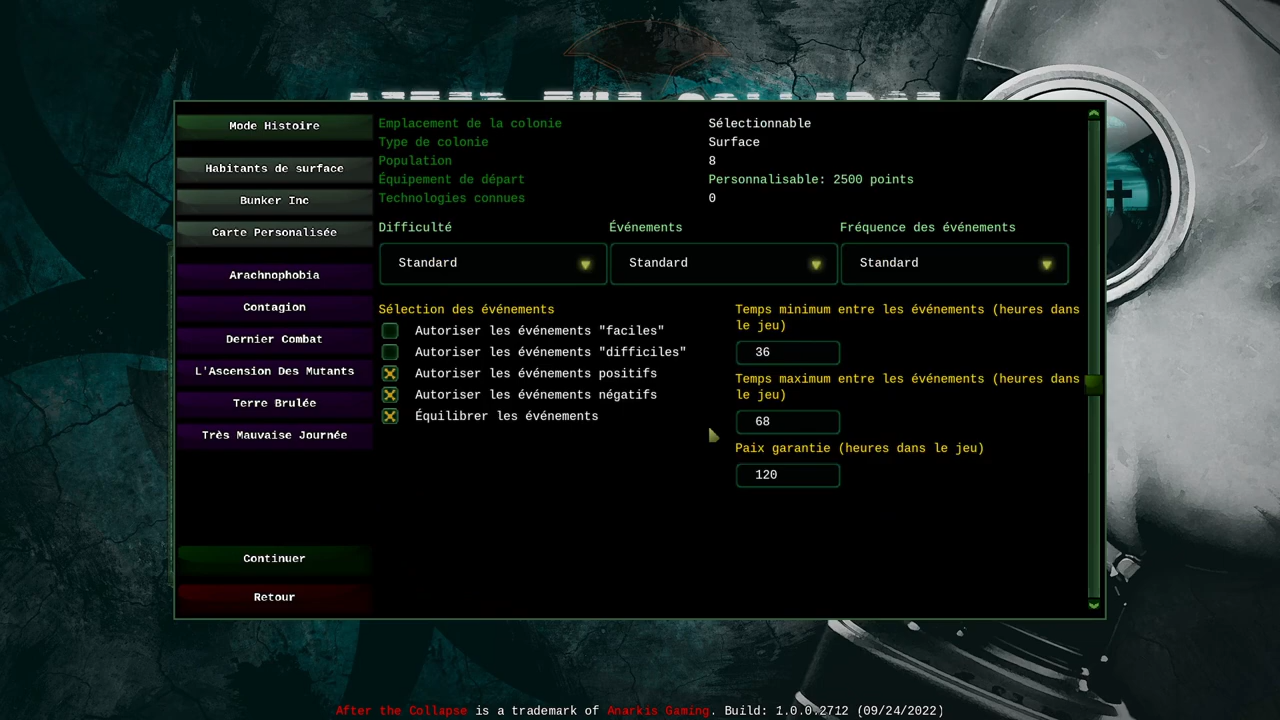 Mode Histoire
Habitants de surface
Bunker Inc
Carte Personalisée
Arachnophobia
Contagion
Dernier Combat
L'Ascension Des Mutants
Terre Brulée
Très Mauvaise Journée
Continuer
Retour
Emplacement de la colonie Sélectionnable
Type de colonie Surface
Population 8
Équipement de départ Personnalisable: 2500 points
Technologies connues 0
Difficulté Événements Fréquence des événements
Standard Standard Standard
Sélection des événements
Autoriser les événements "faciles"
Autoriser les événements "difficiles"
Autoriser les événements positifs
Autoriser les événements négatifs
Équilibrer les événements
Temps minimum entre les événements (heures dans
le jeu)
36
Temps maximum entre les événements (heures dans
le jeu)
68
Paix garantie (heures dans le jeu)
120
After the Collapse is a trademark of Anarkis Gaming. Build: 1.0.0.2712 (09/24/2022)